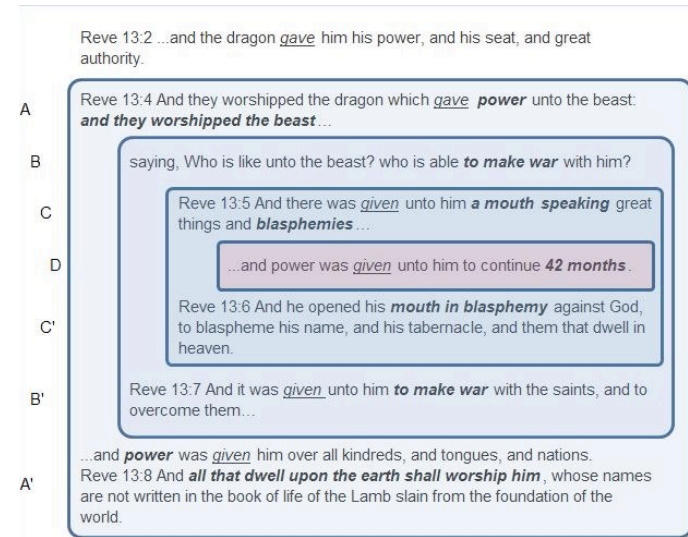 Reve 13:2 ...and the dragon gave him his power, and his seat, and great
authority.
A
Reve 13:4 And they worshipped the dragon which gave power unto the beast:
and they worshipped the beast...
B
saying, Who is like unto the beast? who is able to make war with him?
C
Reve 13:5 And there was given unto him a mouth speaking great
things and blasphemies...
D
...and power was given unto him to continue 42 months.
C'
Reve 13:6 And he opened his mouth in blasphemy against God,
to blaspheme his name, and his tabernacle, and them that dwell in
heaven.
B'
Reve 13:7 And it was given unto him to make war with the saints, and to
overcome them...
...and power was given him over all kindreds, and tongues, and nations.
A'
Reve 13:8 And all that dwell upon the earth shall worship him, whose names
are not written in the book of life of the Lamb slain from the foundation of the
world.